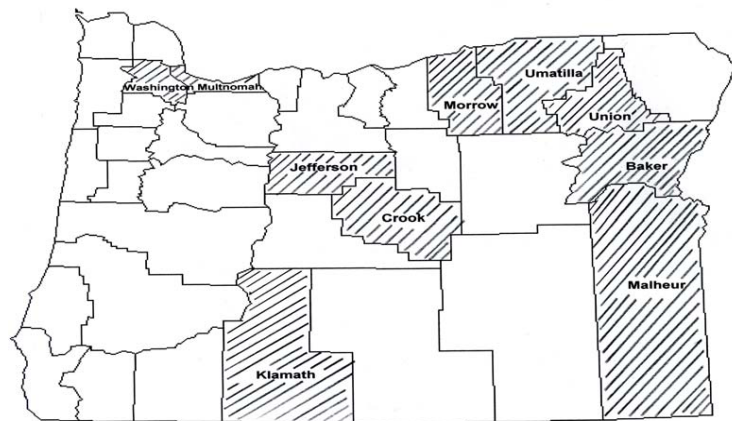 Umatilla
Washington Multnomah
Morrow
Union
Jefferson
Baker
Crook
Malheur
Klamath